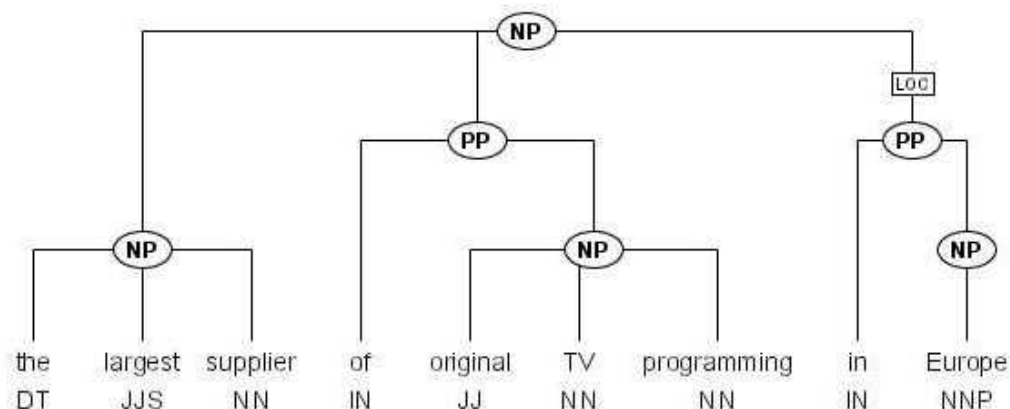 NP
LOC
PP PP
NP NP NP
the largest supplier of original TV programming in Europe
DT JJS NN IN JJ NN NN IN NNP